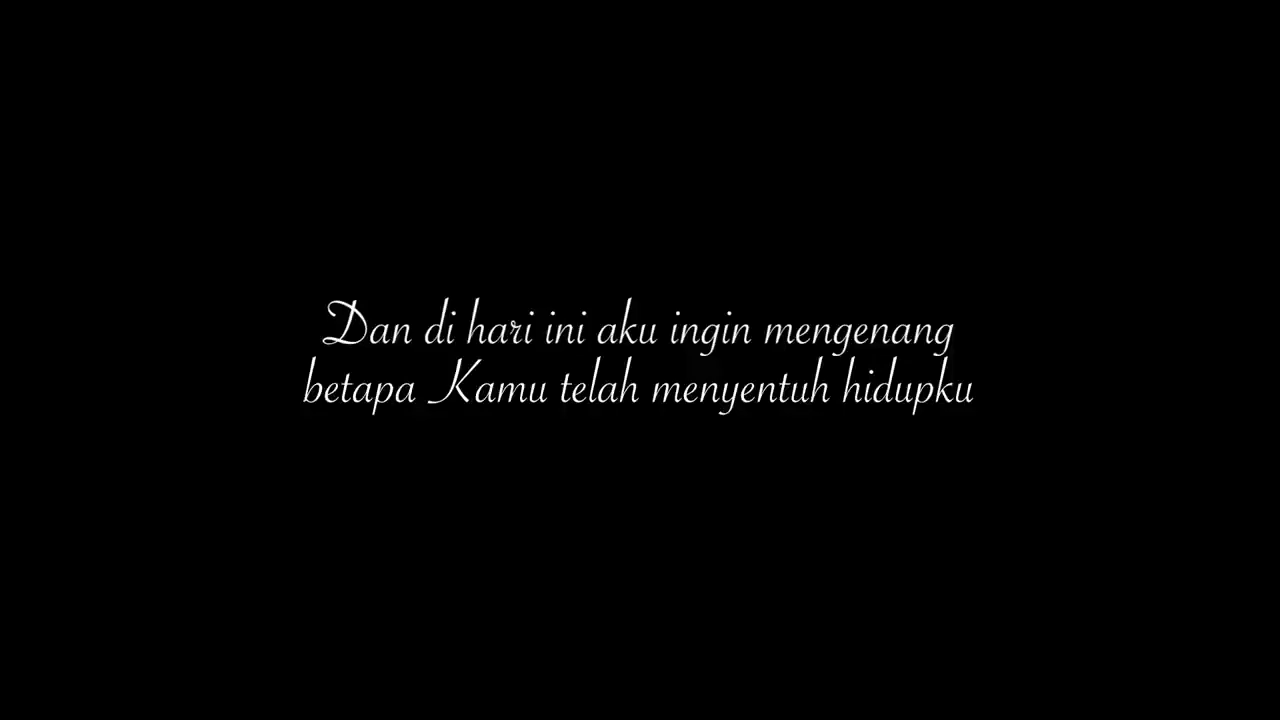 Dan di hari ini aku ingin mengenang
betapa Kamu telah menyentuh hidupku